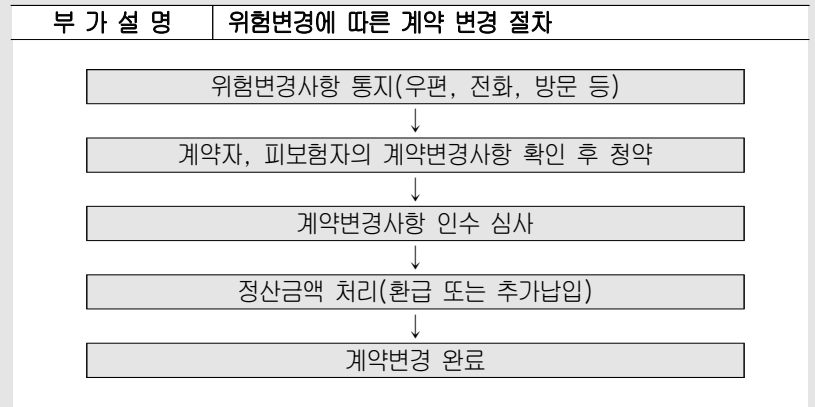 부 가 설 명 위험변경에 따른 계약 변경 절차
위험변경사항 통지(우편, 전화, 방문 등)
↓
계약자, 피보험자의 계약변경사항 확인 후 청약
↓
계약변경사항 인수 심사
↓
정산금액 처리(환급 또는 추가납입)
↓
계약변경 완료